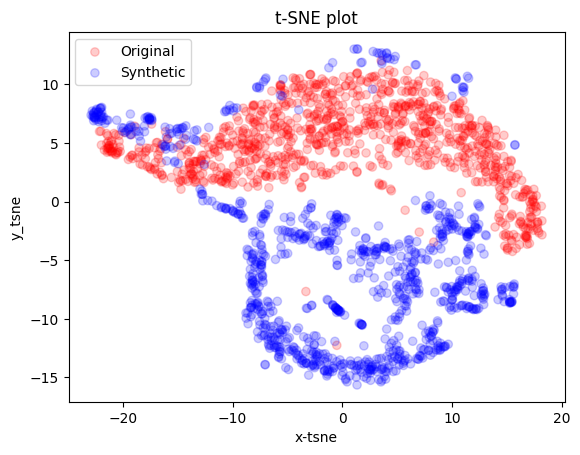 t-SNE plot
Original
Synthetic
10
5
0
−5
−10
−15
y_tsne
−20
−10
0
10
20
x-tsne